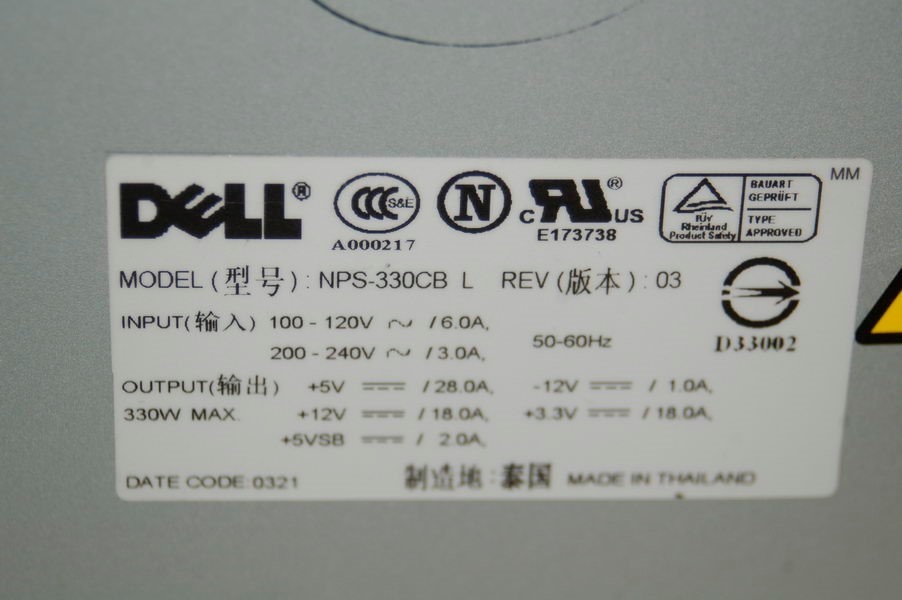 DELL® CCC S&E N C RU US ® TÜV Rheinland Product Safety BAUART GEPRÜFT TYPE APPROVED MM
A000217 E173738
MODEL (型号) : NPS-330CB L REV (版本) : 03
D33002
INPUT(输入) 100 - 120V ~ / 6.0A,
200 - 240V ~ / 3.0A, 50-60Hz
OUTPUT(输出) +5V ⎓ / 28.0A, -12V ⎓ / 1.0A,
330W MAX. +12V ⎓ / 18.0A, +3.3V ⎓ / 18.0A,
+5VSB ⎓ / 2.0A,
DATE CODE:0321 制造地:泰国 MADE IN THAILAND